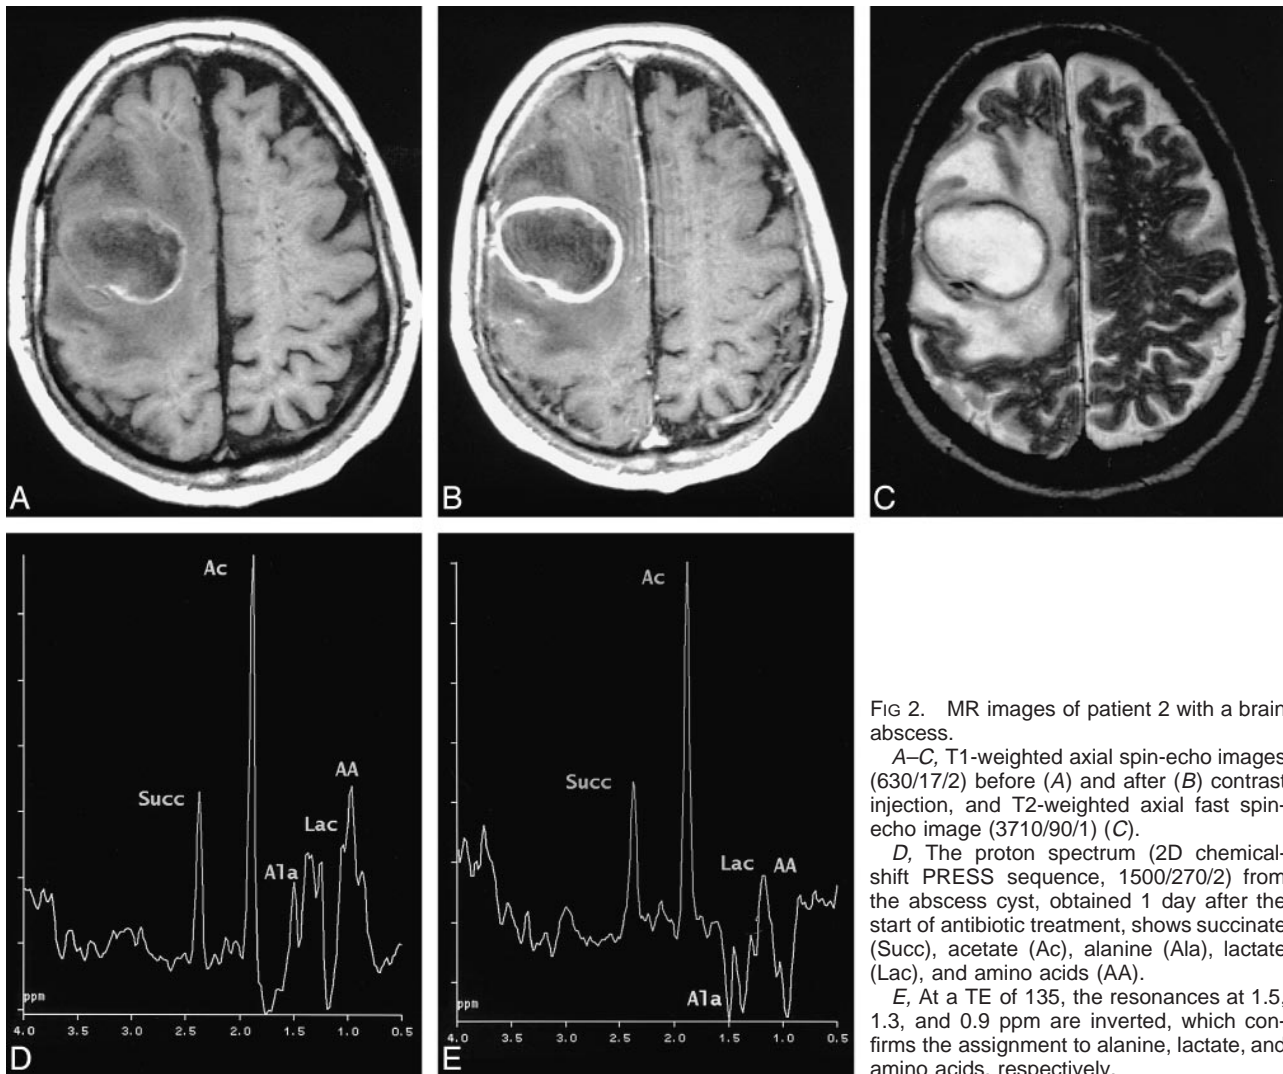 A
B
C
Ac
Succ
Ala
Lac
AA
ppm
4.0 3.5 3.0 2.5 2.0 1.5 1.0 0.5
D
Ac
Succ
Lac
AA
Ala
ppm
4.0 3.5 3.0 2.5 2.0 1.5 1.0 0.5
E
FIG 2. MR images of patient 2 with a brain
abscess.
A–C, T1-weighted axial spin-echo images
(630/17/2) before (A) and after (B) contrast
injection, and T2-weighted axial fast spin-
echo image (3710/90/1) (C).
D, The proton spectrum (2D chemical-
shift PRESS sequence, 1500/270/2) from
the abscess cyst, obtained 1 day after the
start of antibiotic treatment, shows succinate
(Succ), acetate (Ac), alanine (Ala), lactate
(Lac), and amino acids (AA).
E, At a TE of 135, the resonances at 1.5,
1.3, and 0.9 ppm are inverted, which con-
firms the assignment to alanine, lactate, and
amino acids, respectively.